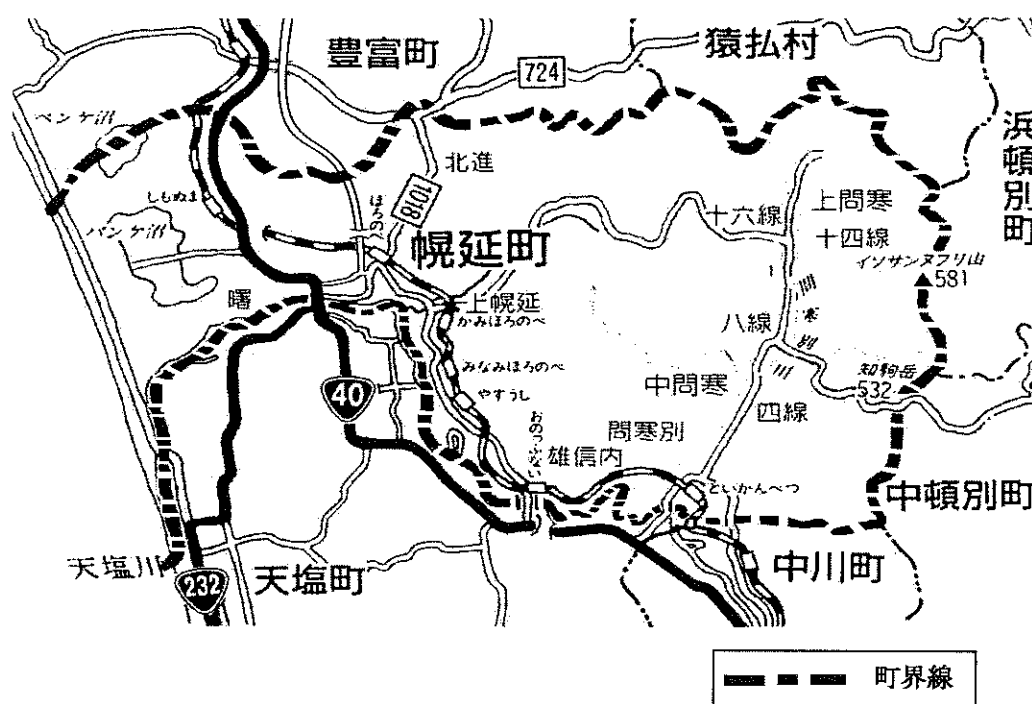 豊富町
猿払村
724
ペンケ沼
浜頓別町
北進
しもぬま
ほろのべ
1018
十六線
上問寒
十四線
パンケ沼
幌延町
イソサンヌフリ山
581
曙
上幌延
かみほろのべ
問寒別川
八線
みなみほろのべ
知駒岳
532
40
やすうし
中問寒
四線
おのっぷない
問寒別
雄信内
といかんべつ
中頓別町
天塩川
232
天塩町
中川町
町界線